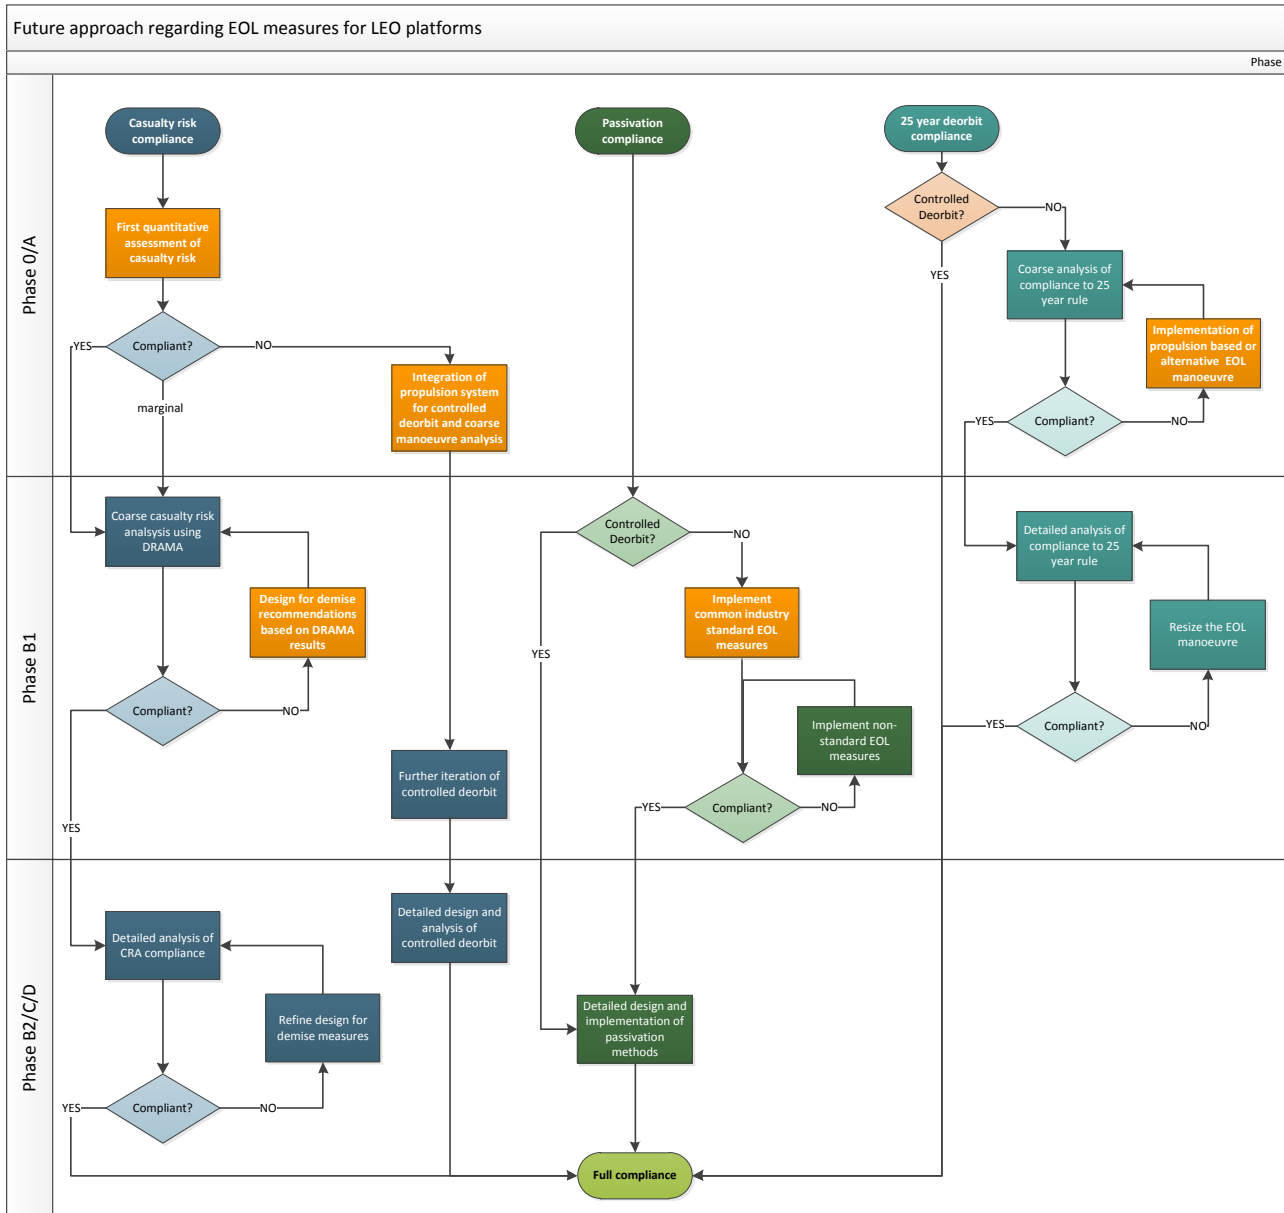 Future approach regarding EOL measures for LEO platforms
Phase
Phase 0/A
Casualty risk
compliance
Passivation
compliance
25 year deorbit
compliance
First quantitative
assessment of
casualty risk
Controlled
Deorbit?
NO
YES
Coarse analysis of
compliance to 25
year rule
Compliant?
YES
NO
marginal
Integration of
propulsion system
for controlled
deorbit and coarse
manoeuvre analysis
Implementation of
propulsion based or
alternative EOL
manoeuvre
Compliant?
YES
NO
Phase B1
Coarse casualty risk
analsysis using
DRAMA
Design for demise
recommendations
based on DRAMA
results
Compliant?
NO
YES
Further iteration of
controlled deorbit
Controlled
Deorbit?
NO
YES
Implement
common industry
standard EOL
measures
Implement non-
standard EOL
measures
Compliant?
YES
NO
Detailed analysis of
compliance to 25
year rule
Resize the EOL
manoeuvre
Compliant?
YES
NO
Phase B2/C/D
Detailed analysis of
CRA compliance
Refine design for
demise measures
Compliant?
YES
NO
Detailed design and
analysis of
controlled deorbit
Detailed design and
implementation of
passivation
methods
Full compliance